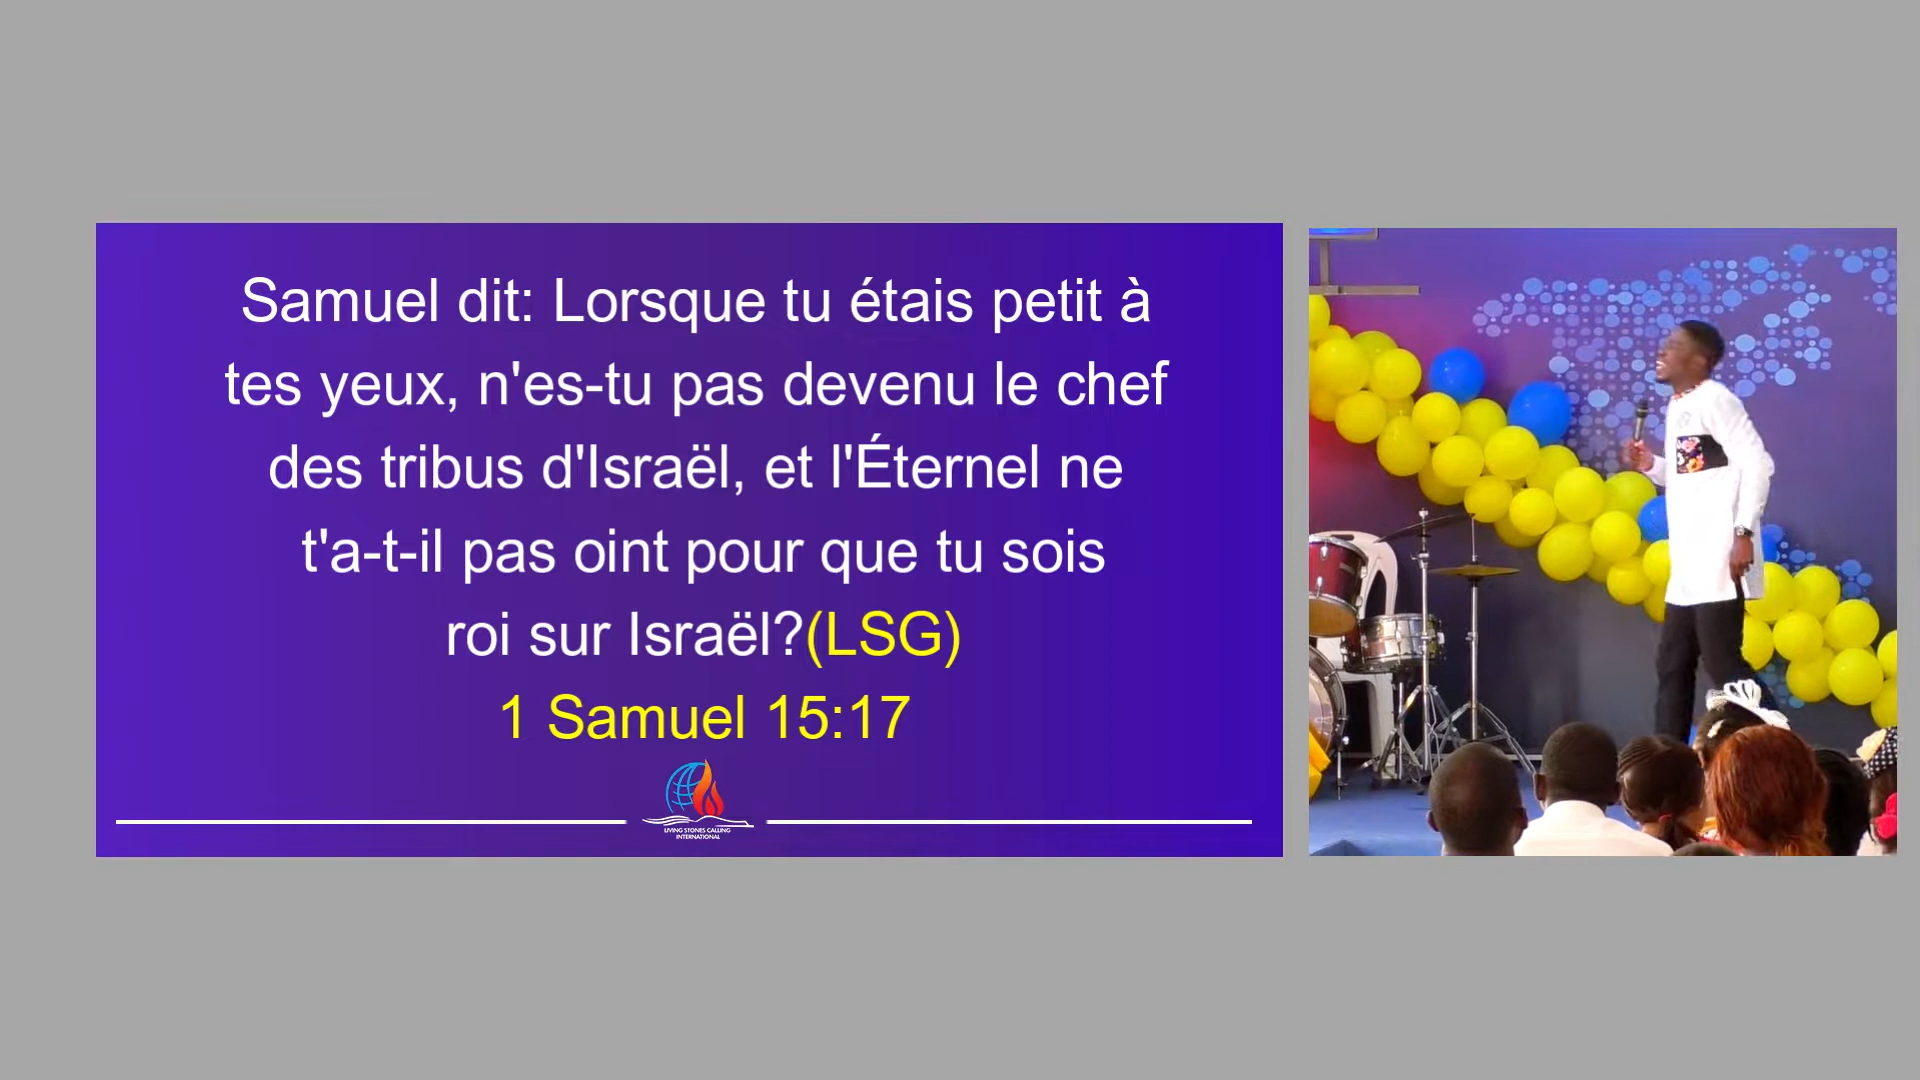 Samuel dit: Lorsque tu étais petit à
tes yeux, n'es-tu pas devenu le chef
des tribus d'Israël, et l'Éternel ne
t'a-t-il pas oint pour que tu sois
roi sur Israël?(LSG)
1 Samuel 15:17
LIVING STONES CALLING
INTERNATIONAL